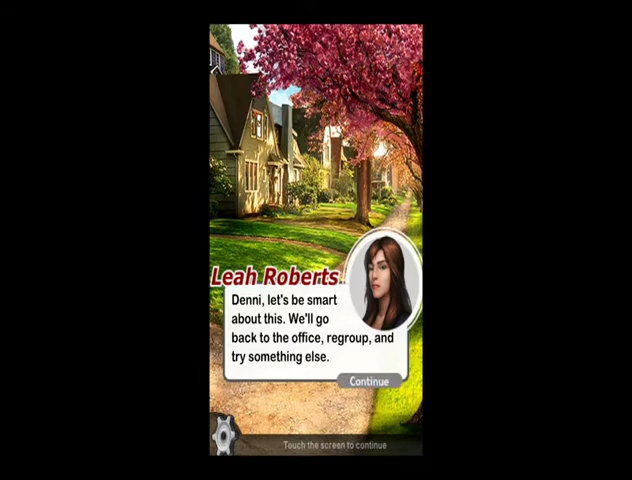 Leah Roberts
Denni, let's be smart
about this. We'll go
back to the office, regroup, and
try something else.
Continue
Touch the screen to continue